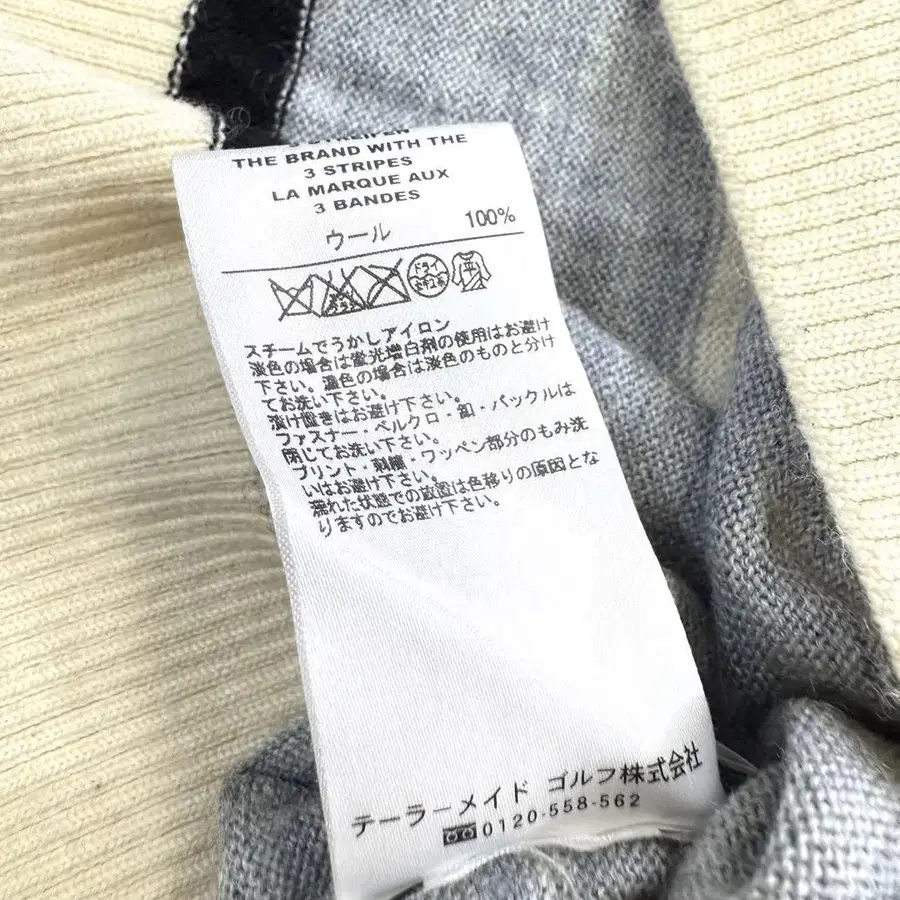 3 STREIFEN
THE BRAND WITH THE
3 STRIPES
LA MARQUE AUX
3 BANDES
ウール 100%
ドライ
平
スチームでうかしアイロン
淡色の場合は蛍光増白剤の使用はお避け
下さい。濃色の場合は淡色のものと分け
てお洗い下さい。
漬け置きはお避け下さい。
ファスナー・ベルクロ・釦・バックルは
閉じてお洗い下さい。
プリント・刺繍・ワッペン部分のもみ洗
いはお避け下さい。
濡れた状態での放置は色移りの原因とな
りますのでお避け下さい。
テーラーメイド ゴルフ株式会社
0120-558-562